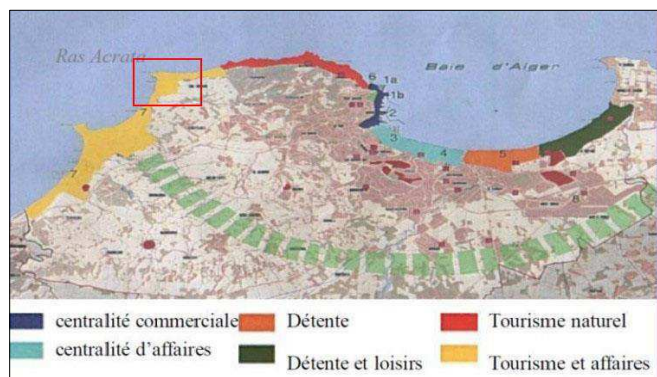 Ras Acrata
Baie d'Alger
6 1a
1b
2
3
4
5
7
7
8
centralité commerciale
Détente
Tourisme naturel
centralité d'affaires
Détente et loisirs
Tourisme et affaires